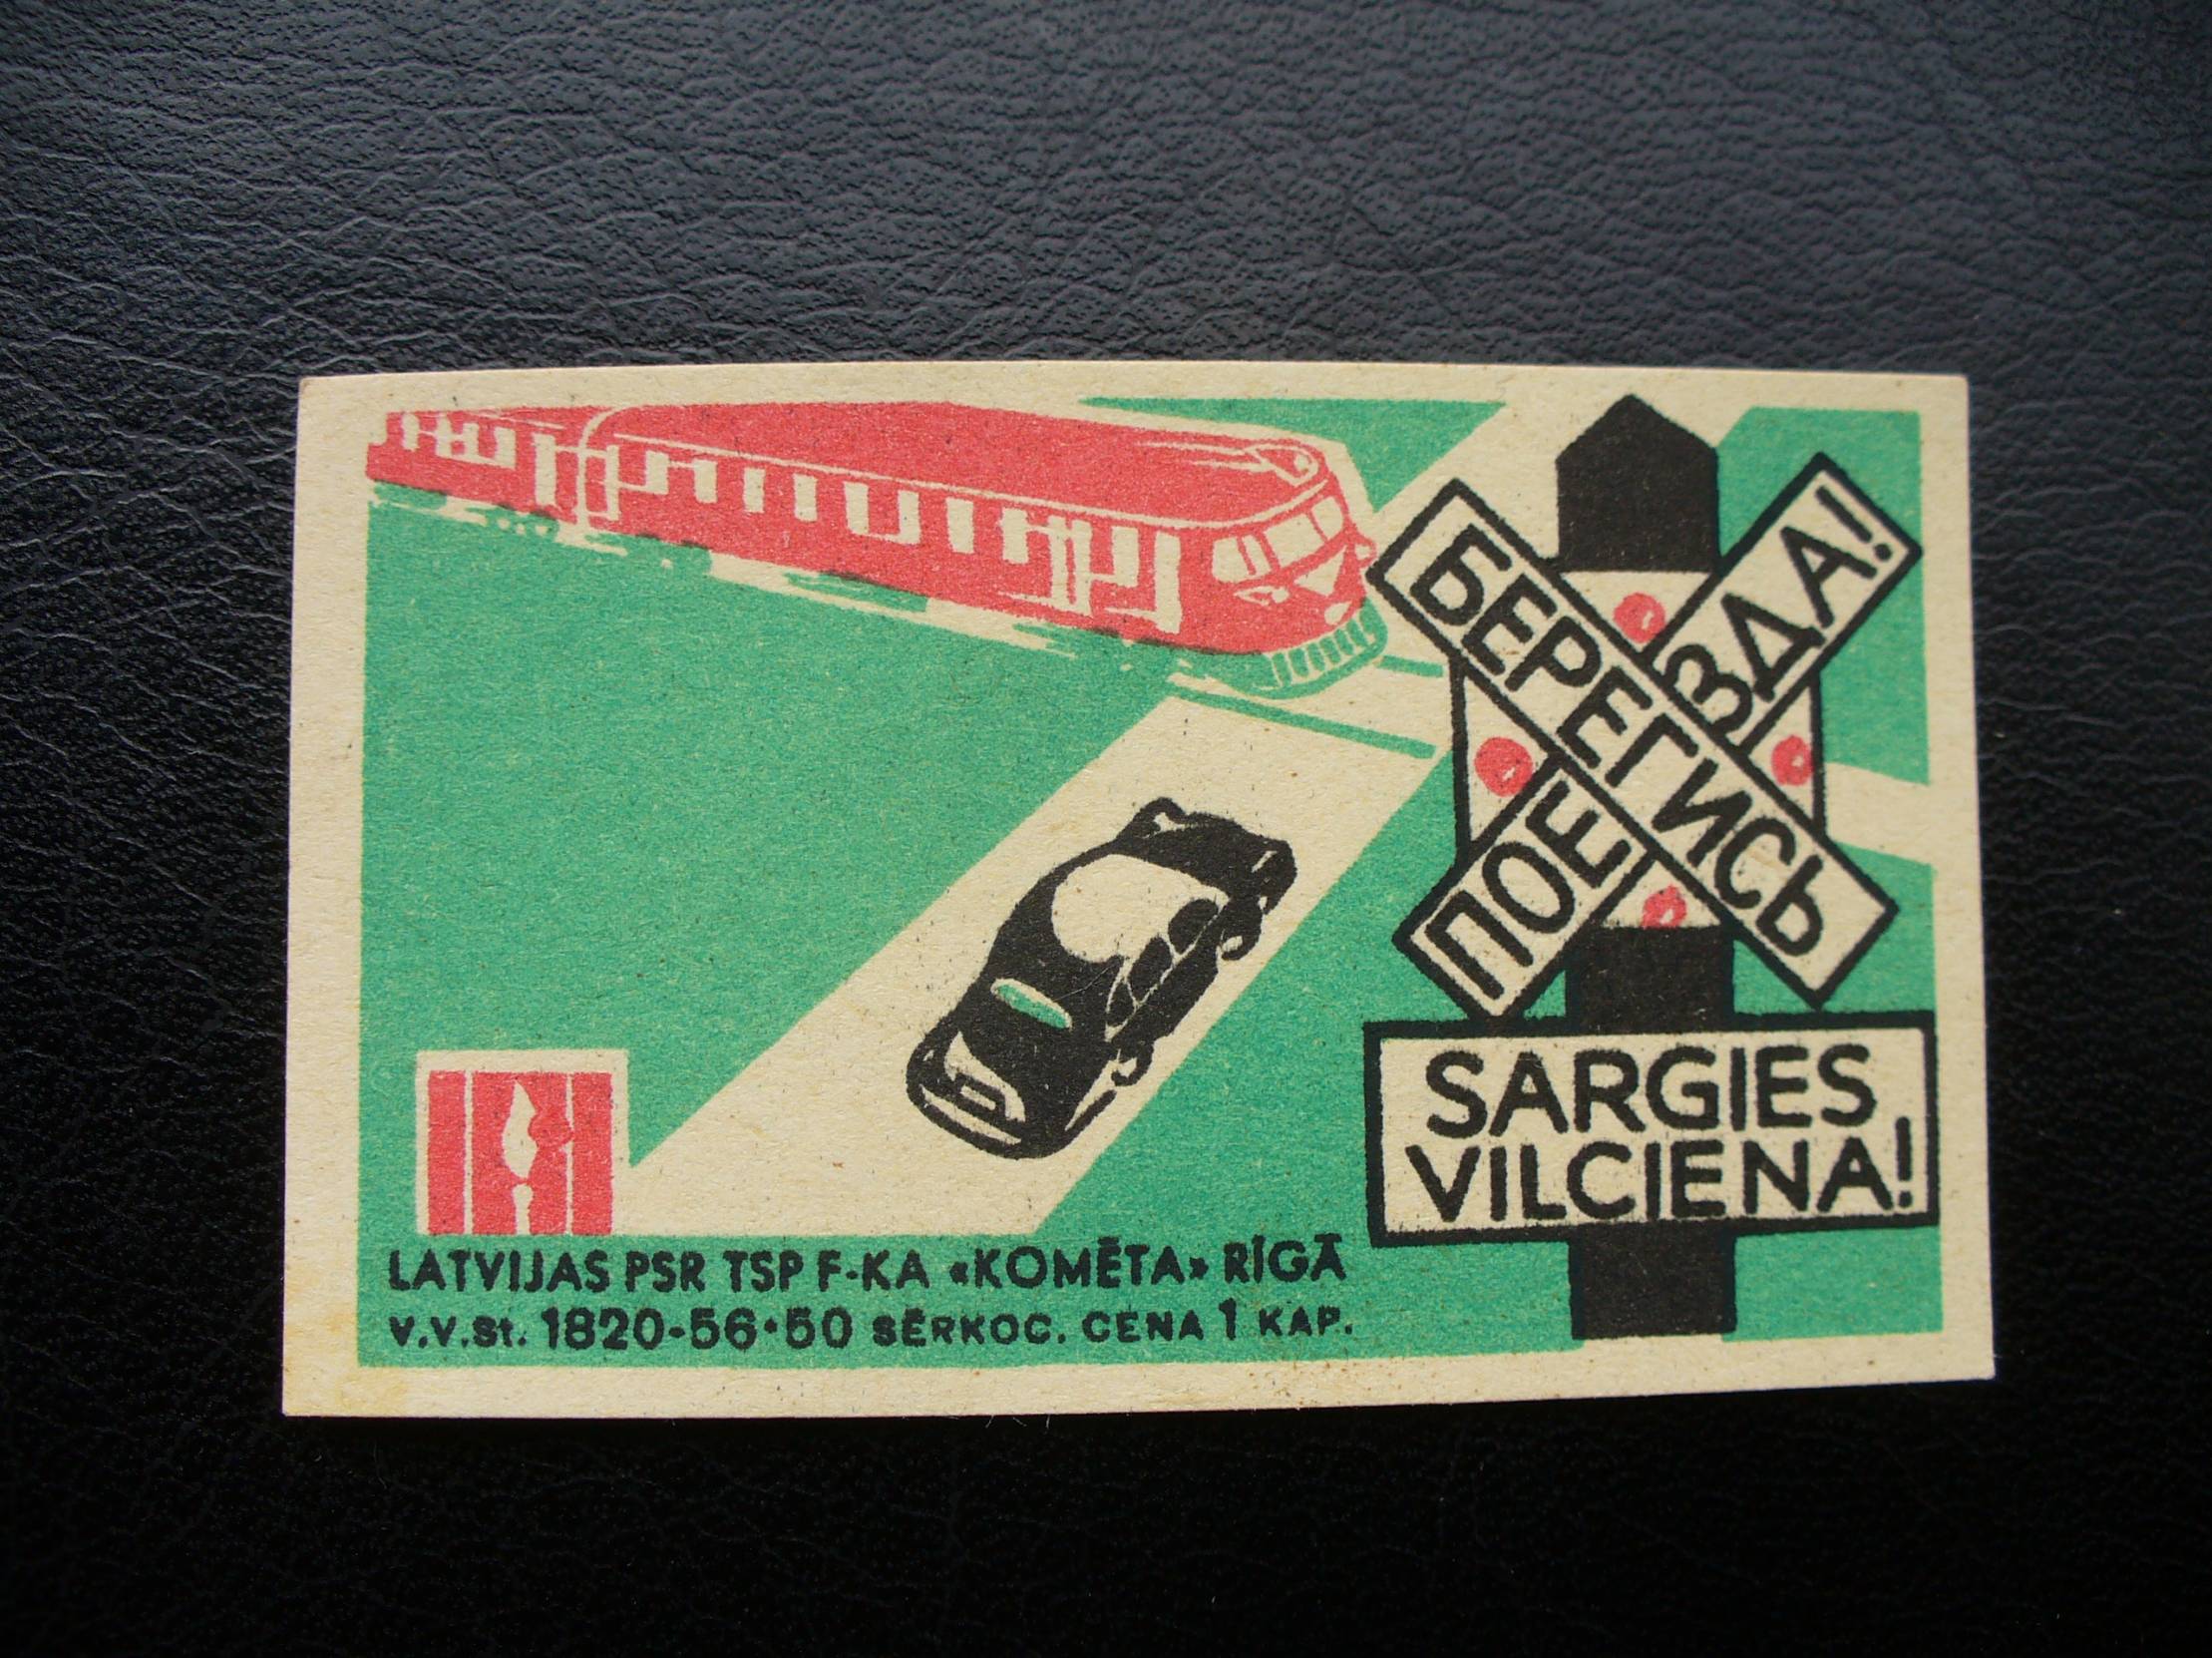 БЕРЕГИСЬ
ПОЕЗДА!
SARGIES
VILCIENA!
LATVIJAS PSR TSP F-KA «KOMĒTA» RĪGĀ
V.V.St. 1820-56·50 SĒRKOC. CENA 1 KAP.